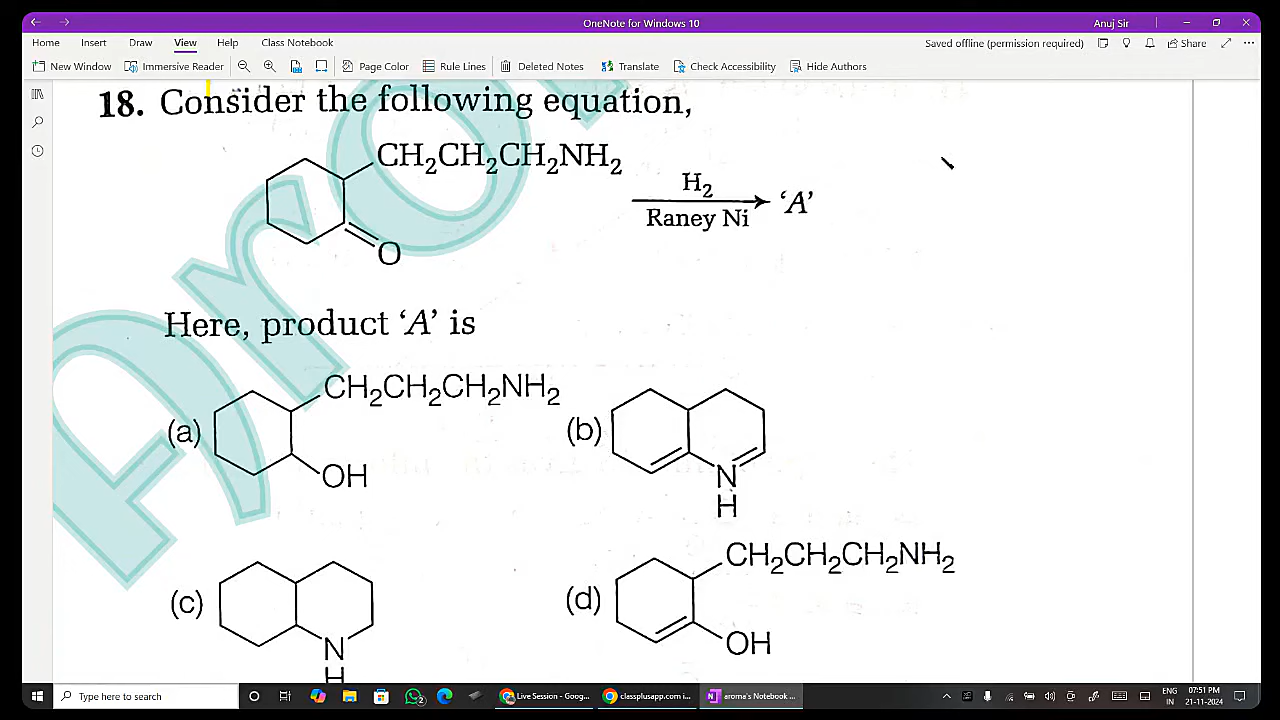 OneNote for Windows 10
Anuj Sir
Home Insert Draw View Help Class Notebook
Saved offline (permission required) Share
New Window Immersive Reader Page Color Rule Lines Deleted Notes Translate Check Accessibility Hide Authors
18. Consider the following equation,
CH₂CH₂CH₂NH₂
O
H₂
Raney Ni
'A'
Here, product 'A' is
(a) CH₂CH₂CH₂NH₂
OH
(b) N
H
(c) N
H
(d) CH₂CH₂CH₂NH₂
OH
Type here to search
2
Live Session - Goog...
classplusapp.com i...
aroma's Notebook ...
ENG
IN
07:51 PM
21-11-2024